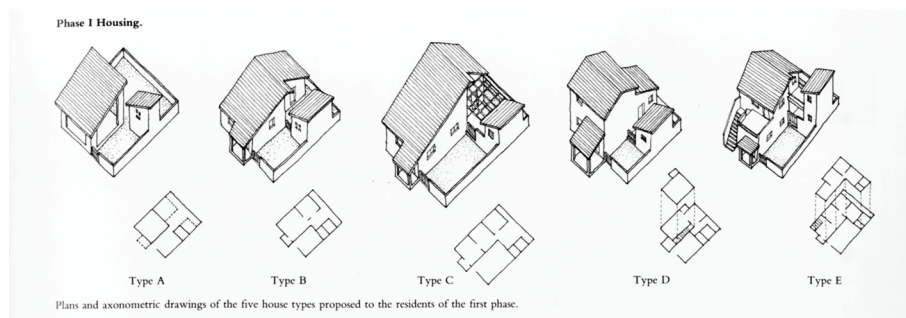 Phase I Housing.
Type A
Type B
Type C
Type D
Type E
Plans and axonometric drawings of the five house types proposed to the residents of the first phase.